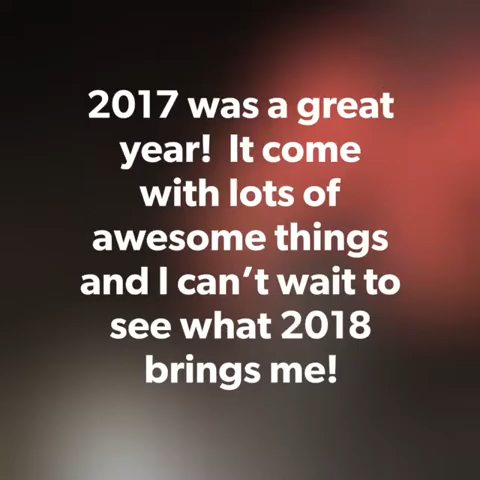 2017 was a great
year!  It come
with lots of
awesome things
and I can’t wait to
see what 2018
brings me!